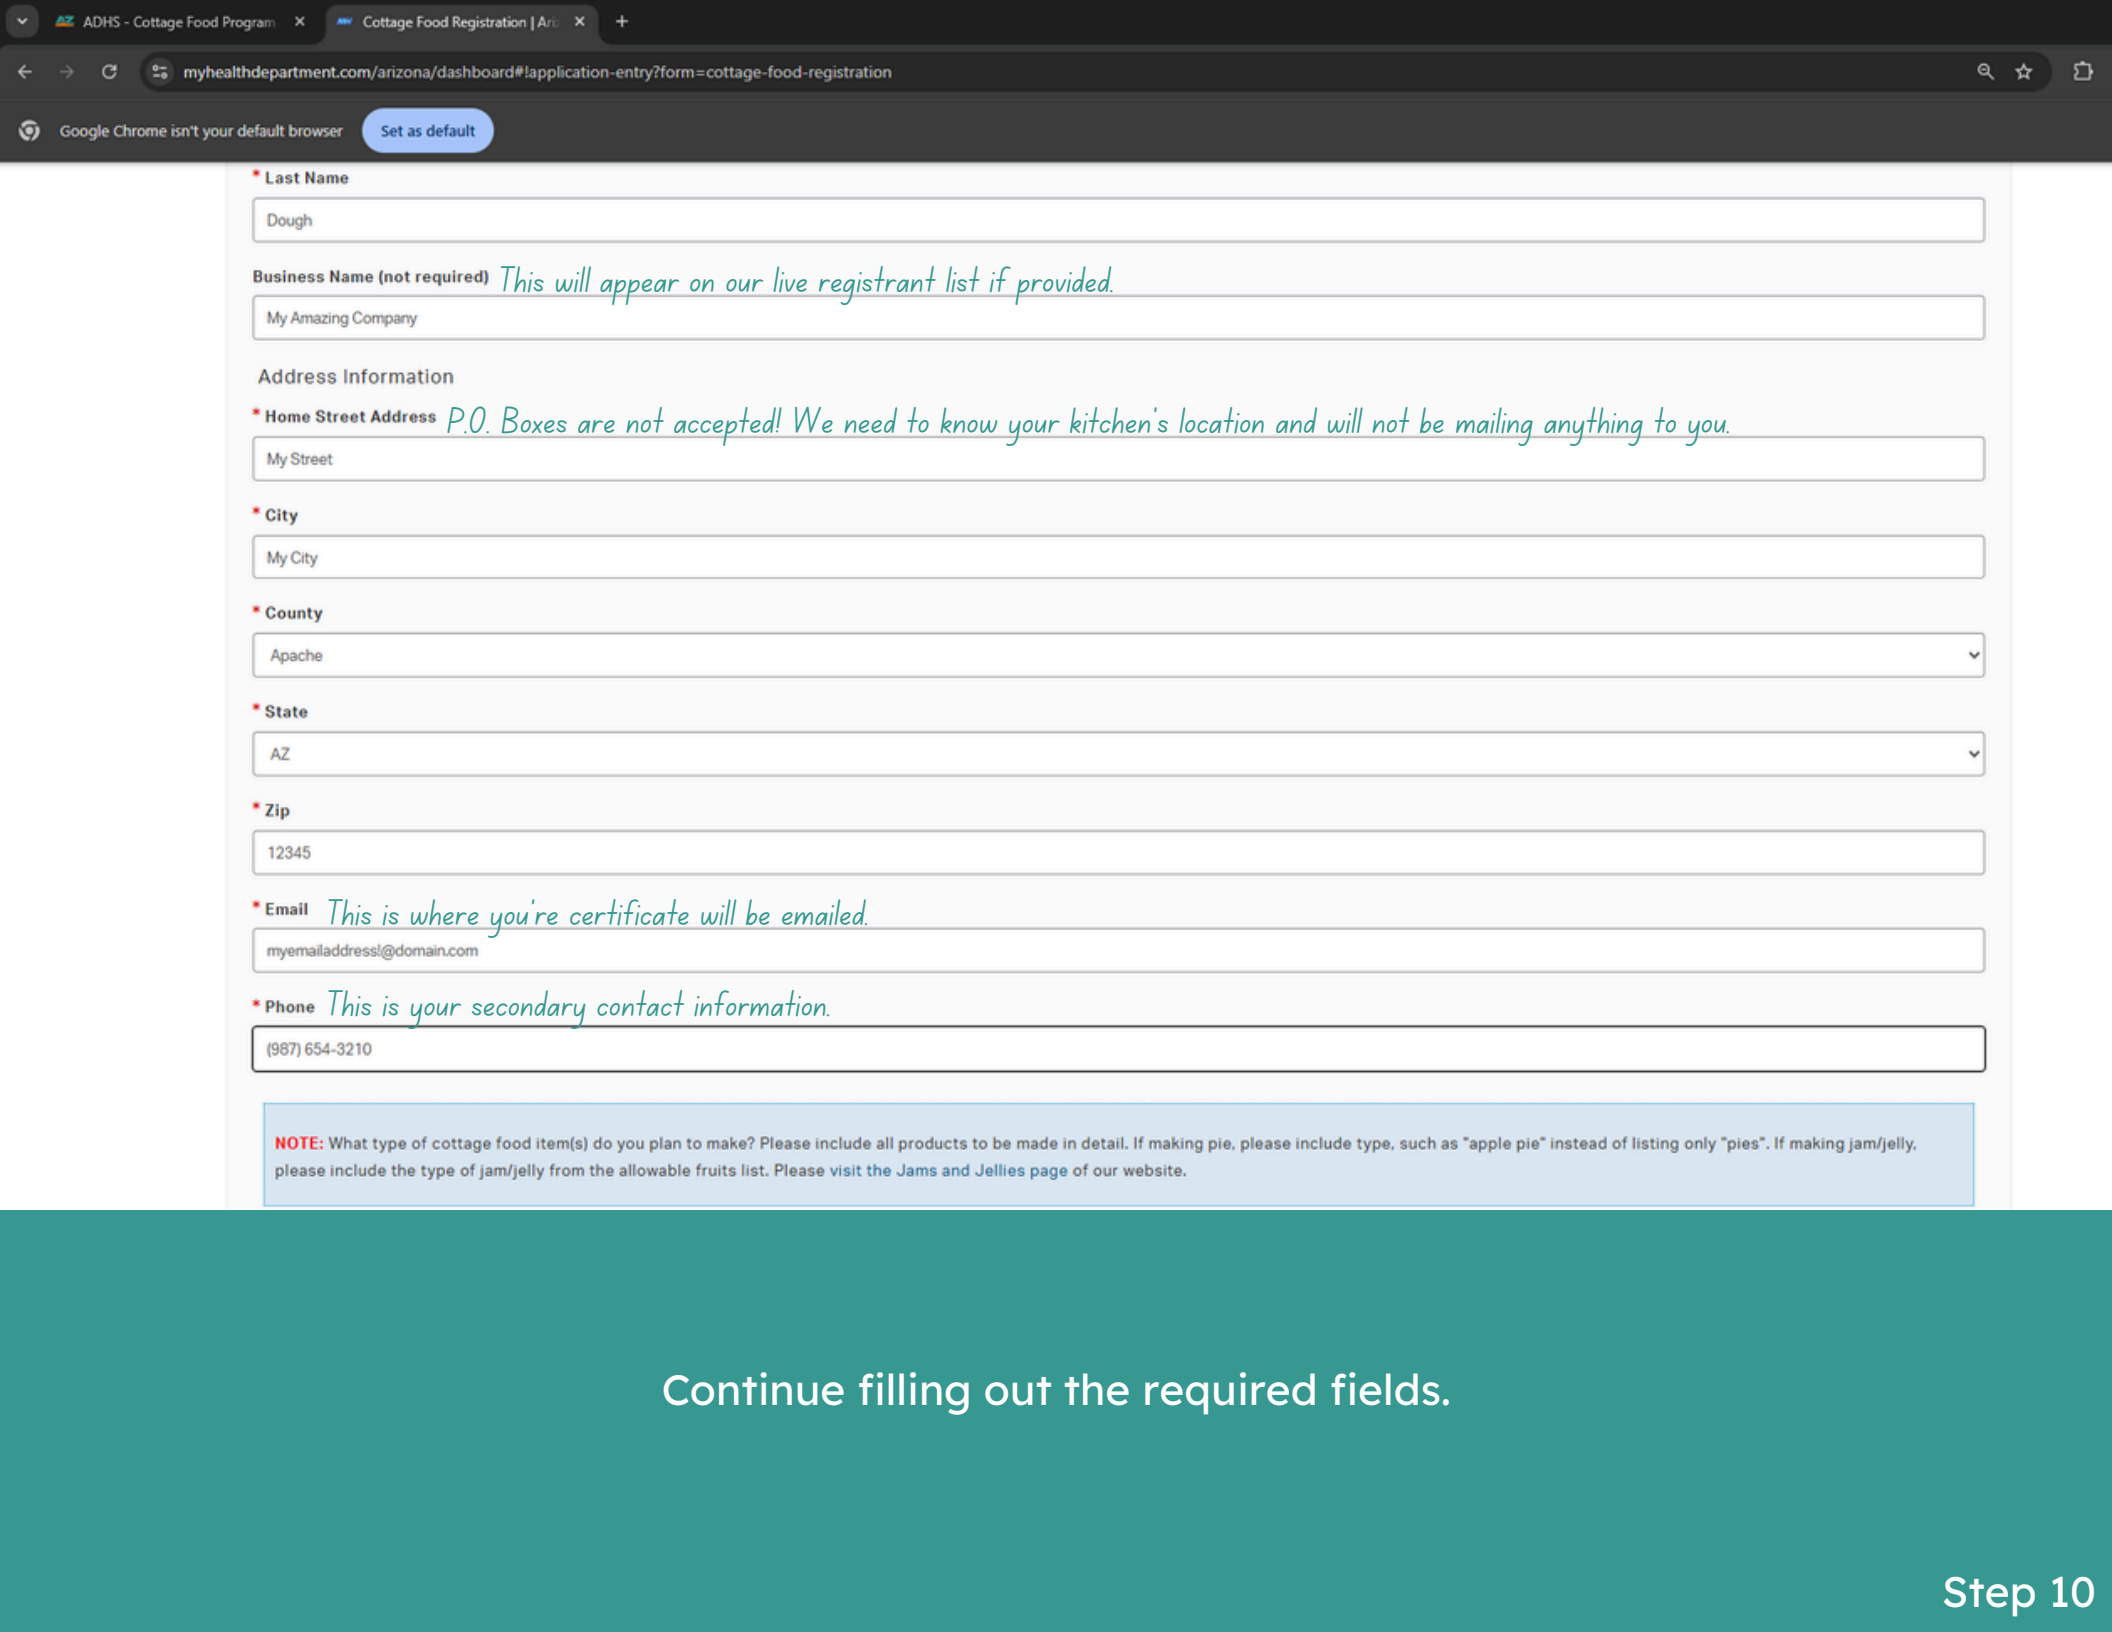 ADHS - Cottage Food Program
Cottage Food Registration | Ari
myhealthdepartment.com/arizona/dashboard#!application-entry?form=cottage-food-registration
Google Chrome isn't your default browser
Set as default
* Last Name
Dough
Business Name (not required) This will appear on our live registrant list if provided.
My Amazing Company
Address Information
* Home Street Address P.O. Boxes are not accepted! We need to know your kitchen's location and will not be mailing anything to you.
My Street
* City
My City
* County
Apache
* State
AZ
* Zip
12345
* Email This is where you're certificate will be emailed.
myemailaddress!@domain.com
* Phone This is your secondary contact information.
(987) 654-3210
NOTE: What type of cottage food item(s) do you plan to make? Please include all products to be made in detail. If making pie, please include type, such as "apple pie" instead of listing only "pies". If making jam/jelly,
please include the type of jam/jelly from the allowable fruits list. Please visit the Jams and Jellies page of our website.
Continue filling out the required fields.
Step 10